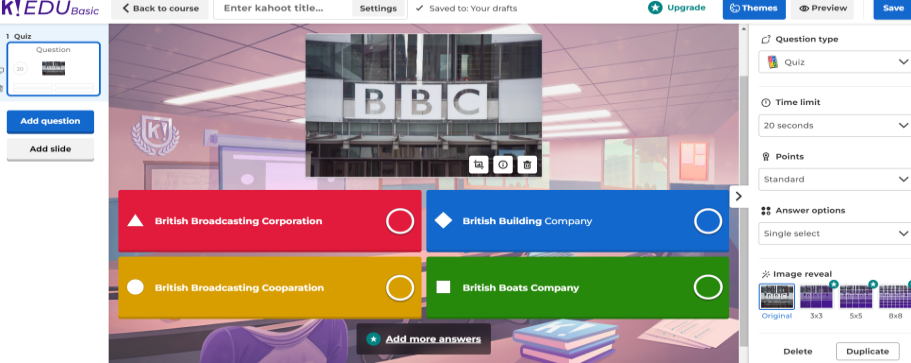 K! EDU Basic
Back to course
Enter kahoot title...
Settings
Saved to: Your drafts
Upgrade
Themes
Preview
Save
1 Quiz
Question
20
Add question
Add slide
BBC
K!
British Broadcasting Corporation
British Building Company
British Broadcasting Cooparation
British Boats Company
Add more answers
Question type
Quiz
Time limit
20 seconds
Points
Standard
Answer options
Single select
Image reveal
Original
3x3
5x5
8x8
Delete
Duplicate